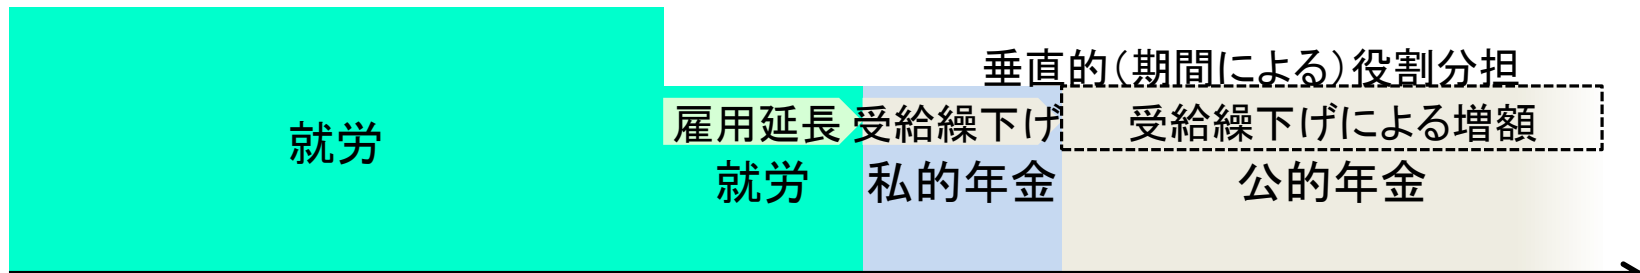 垂直的（期間による）役割分担
雇用延長
受給繰下げ
受給繰下げによる増額
就労
就労
私的年金
公的年金